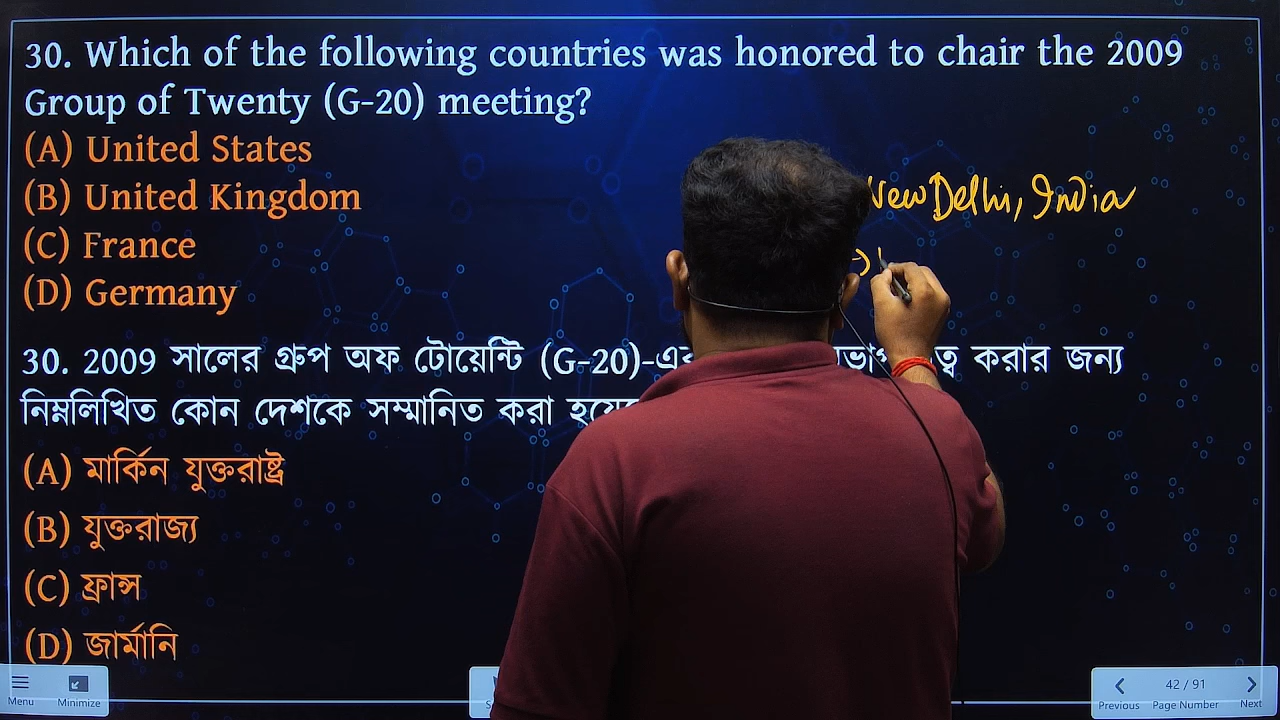 30. Which of the following countries was honored to chair the 2009
Group of Twenty (G-20) meeting?
(A) United States
(B) United Kingdom
(C) France
(D) Germany
New Delhi, India
30. 2009 সালের গ্রুপ অফ টোয়েন্টি (G-20) করার জন্য
নিম্নলিখিত কোন দেশকে সম্মানিত করা
(A) মার্কিন যুক্তরাষ্ট্র
(B) যুক্তরাজ্য
(C) ফ্রান্স
(D) জার্মানি
Menu Minimize
42 / 91
Previous Page Number Next